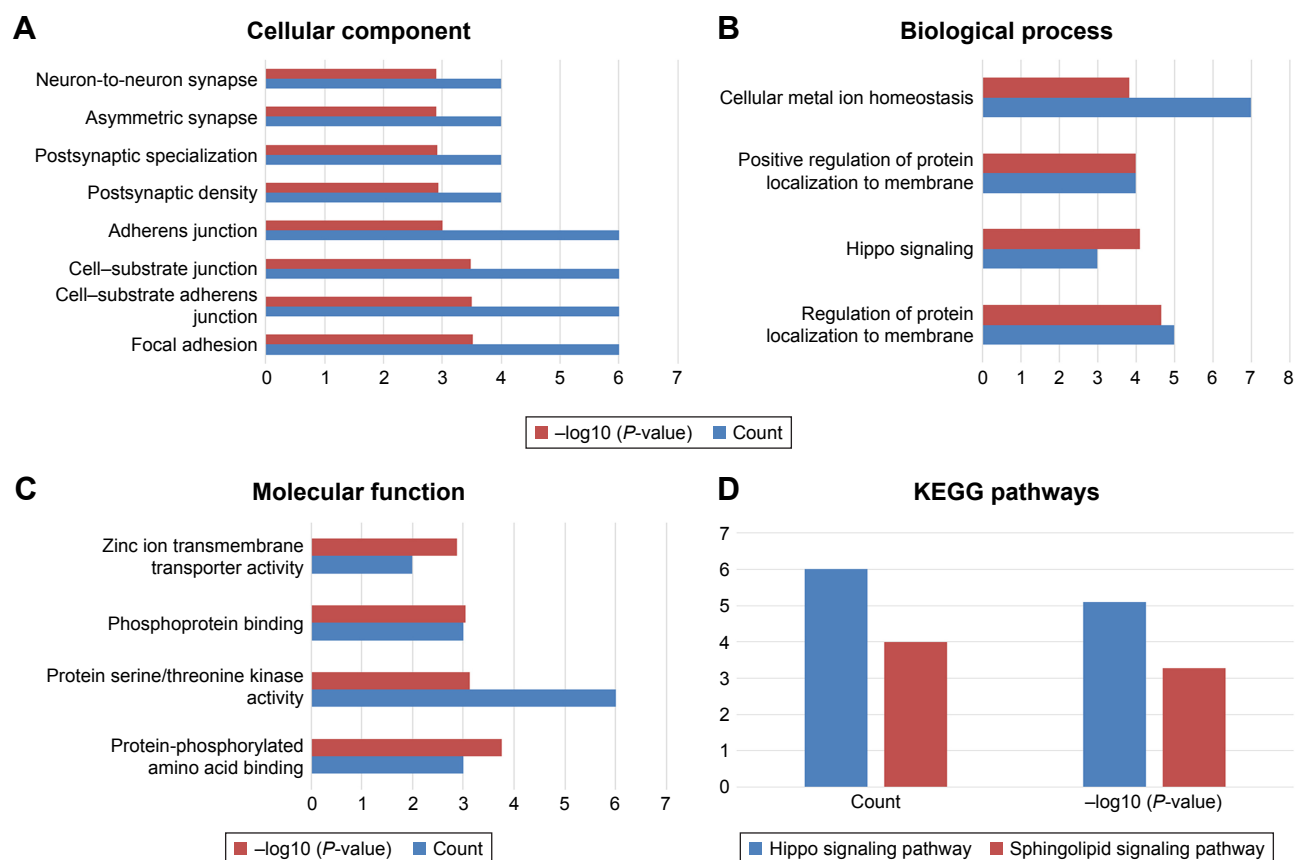 A
Cellular component
Neuron-to-neuron synapse
Asymmetric synapse
Postsynaptic specialization
Postsynaptic density
Adherens junction
Cell–substrate junction
Cell–substrate adherens
junction
Focal adhesion
0 1 2 3 4 5 6 7
B
Biological process
Cellular metal ion homeostasis
Positive regulation of protein
localization to membrane
Hippo signaling
Regulation of protein
localization to membrane
0 1 2 3 4 5 6 7 8
–log10 (P-value) Count
C
Molecular function
Zinc ion transmembrane
transporter activity
Phosphoprotein binding
Protein serine/threonine kinase
activity
Protein-phosphorylated
amino acid binding
0 1 2 3 4 5 6 7
–log10 (P-value) Count
D
KEGG pathways
7
6
5
4
3
2
1
0
Count –log10 (P-value)
Hippo signaling pathway Sphingolipid signaling pathway